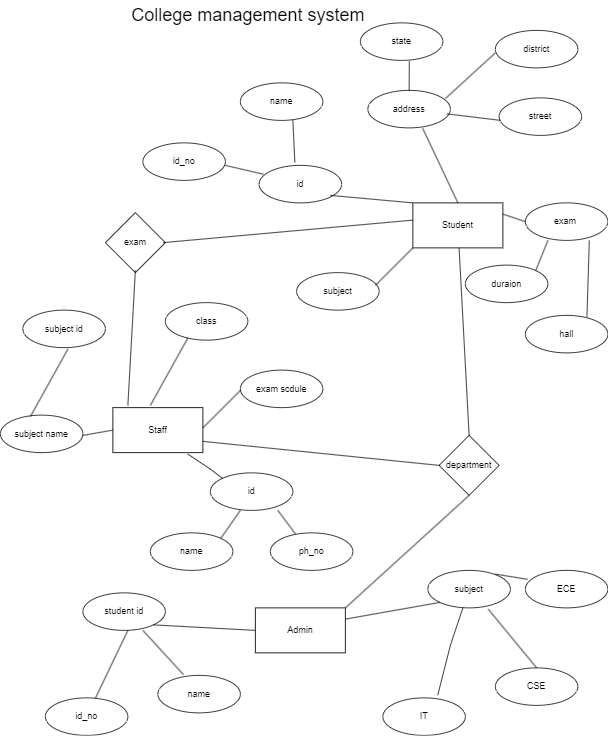 College management system
state
district
name
address
street
id_no
id
exam
Student
exam
duraion
subject
class
subject id
hall
exam scdule
subject name
Staff
department
id
name
ph_no
subject
ECE
student id
Admin
CSE
name
id_no
IT